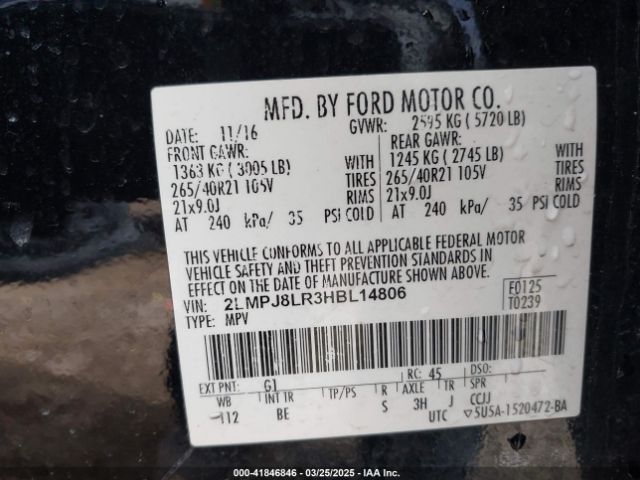 MFD. BY FORD MOTOR CO.
DATE: 11/16 GVWR: 2595 KG ( 5720 LB)
FRONT GAWR: REAR GAWR:
1363 KG ( 3005 LB) WITH 1245 KG ( 2745 LB) WITH
265/40R21 105V TIRES 265/40R21 105V TIRES
21x9.0J RIMS 21x9.0J RIMS
AT 240 kPa/ 35 PSI COLD AT 240 kPa/ 35 PSI COLD
THIS VEHICLE CONFORMS TO ALL APPLICABLE FEDERAL MOTOR
VEHICLE SAFETY AND THEFT PREVENTION STANDARDS IN
EFFECT ON THE DATE OF MANUFACTURE SHOWN ABOVE.
VIN: 2LMPJ8LR3HBL14806 E0125
TYPE: MPV T0239
EXT PNT: G1 RC: 45 DSO:
WB INT TR TP/PS R AXLE TR SPR
112 BE S 3H J CCJJ
UTC ▽5U5A-1520472-BA
000-41846846 - 03/25/2025 - IAA Inc.